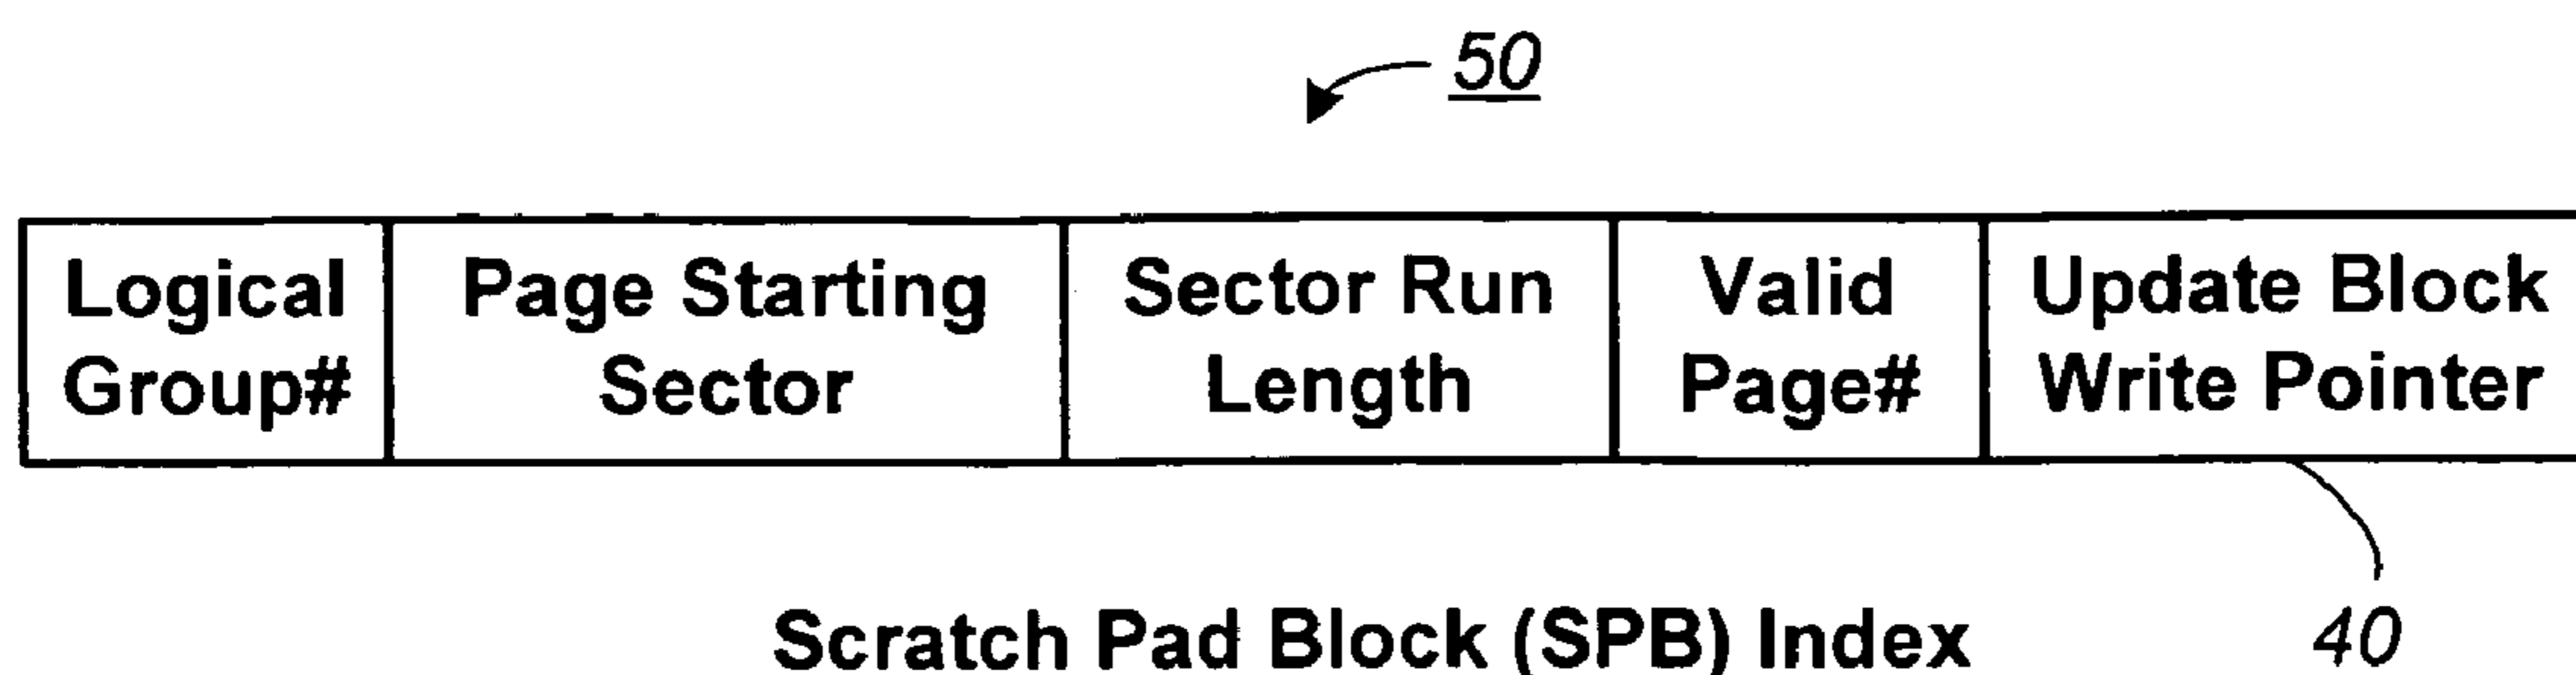 50
Logical Group#
Page Starting Sector
Sector Run Length
Valid Page#
Update Block Write Pointer
Scratch Pad Block (SPB) Index
40